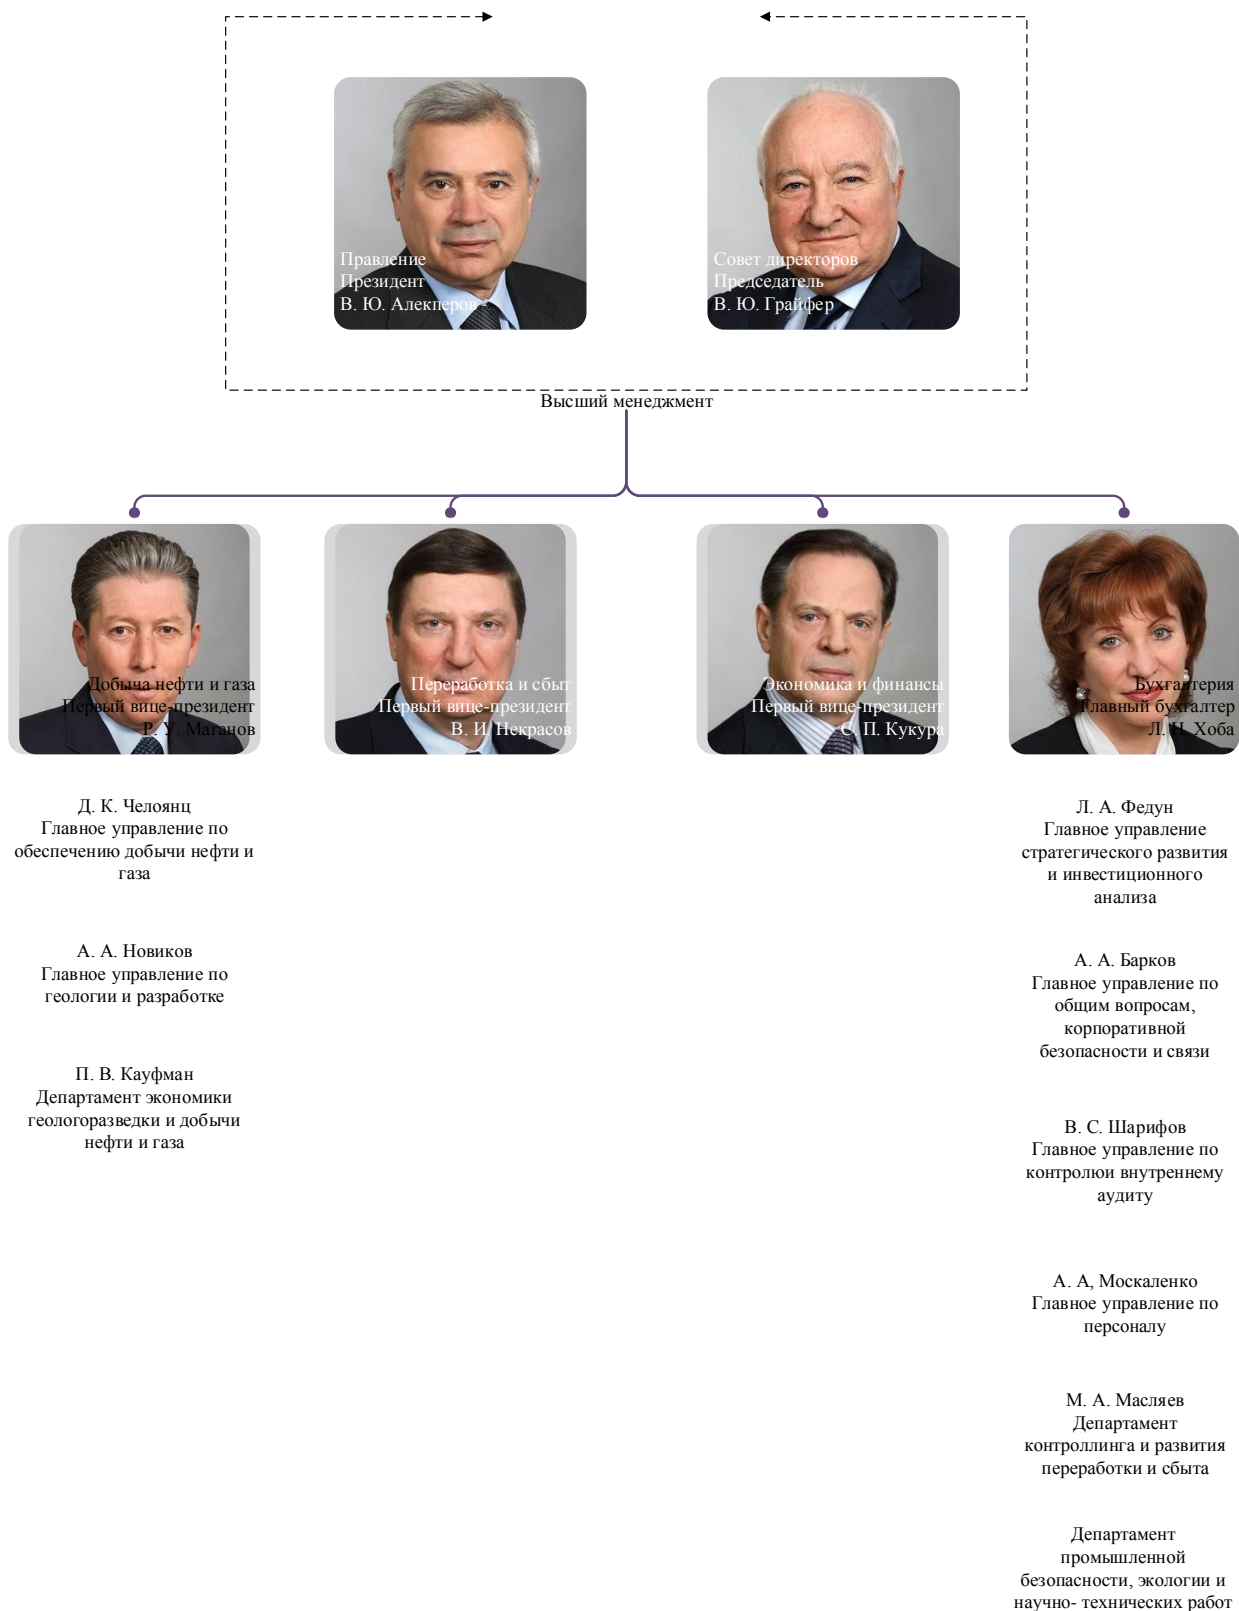 Правление
Президент
В. Ю. Алекперов
Совет директоров
Председатель
В. Ю. Грайфер
Высший менеджмент
Добыча нефти и газа
Первый вице-президент
Р. У. Маганов
Переработка и сбыт
Первый вице-президент
В. И. Некрасов
Экономика и финансы
Первый вице-президент
С. П. Кукура
Бухгалтерия
Главный бухгалтер
Л. Н. Хоба
Д. К. Челоянц
Главное управление по
обеспечению добычи нефти и
газа
А. А. Новиков
Главное управление по
геологии и разработке
П. В. Кауфман
Департамент экономики
геологоразведки и добычи
нефти и газа
Л. А. Федун
Главное управление
стратегического развития
и инвестиционного
анализа
А. А. Барков
Главное управление по
общим вопросам,
корпоративной
безопасности и связи
В. С. Шарифов
Главное управление по
контролюи внутреннему
аудиту
А. А, Москаленко
Главное управление по
персоналу
М. А. Масляев
Департамент
контроллинга и развития
переработки и сбыта
Департамент
промышленной
безопасности, экологии и
научно- технических работ